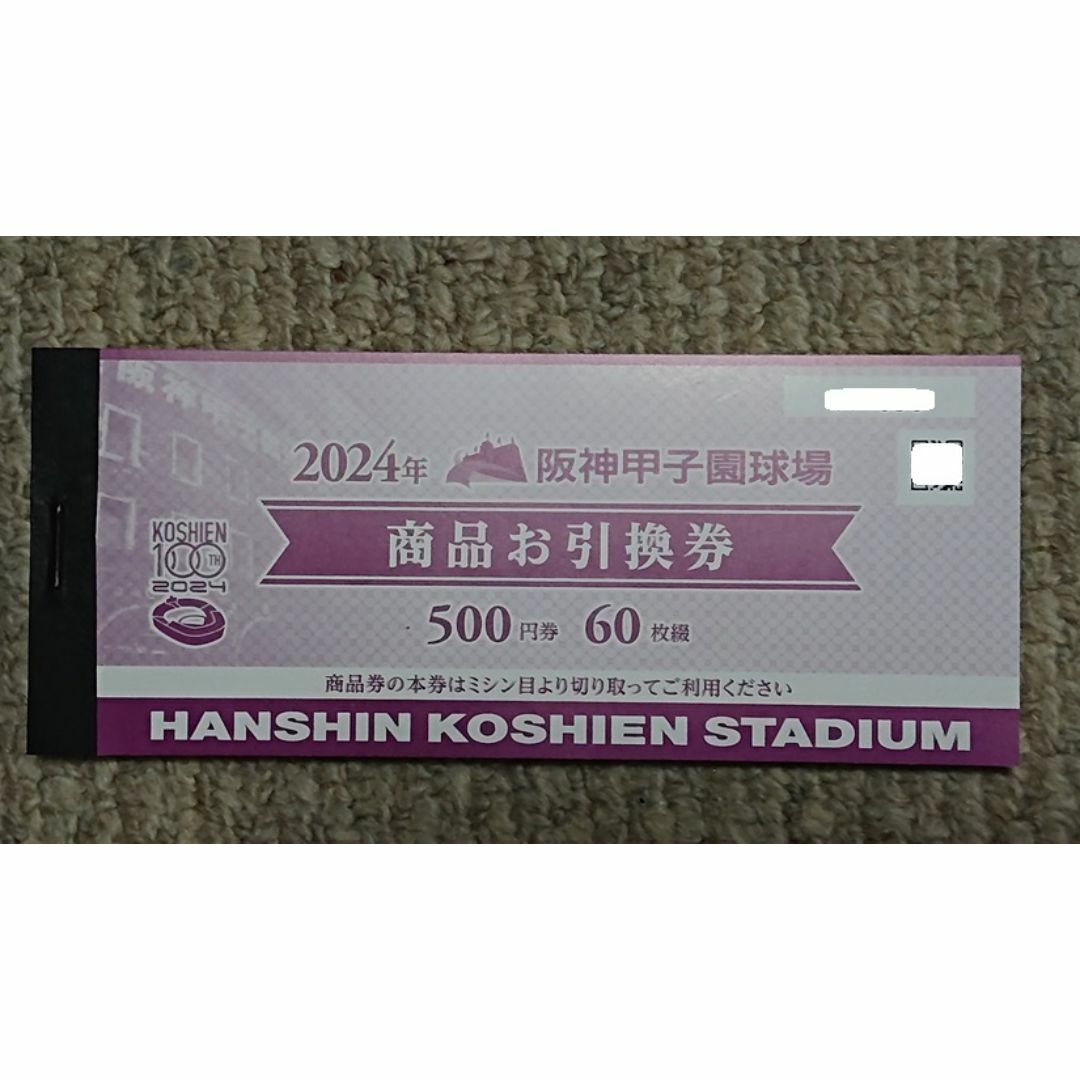 阪神
2024年 阪神甲子園球場
商品お引換券
KOSHIEN
100TH
2024
500円券 60枚綴
商品券の本券はミシン目より切り取ってご利用ください
HANSHIN KOSHIEN STADIUM